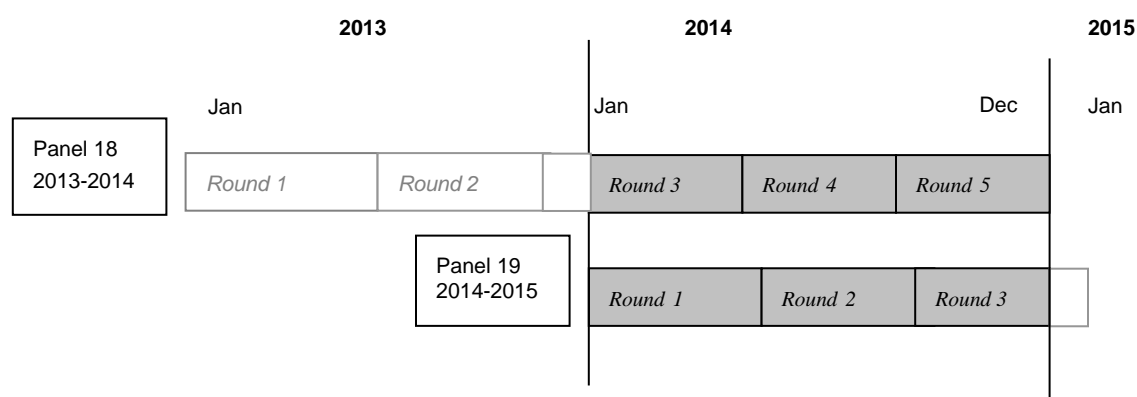 2013 2014 2015
Jan Jan Dec Jan
Panel 18
2013-2014
Round 1 Round 2 Round 3 Round 4 Round 5
Panel 19
2014-2015
Round 1 Round 2 Round 3